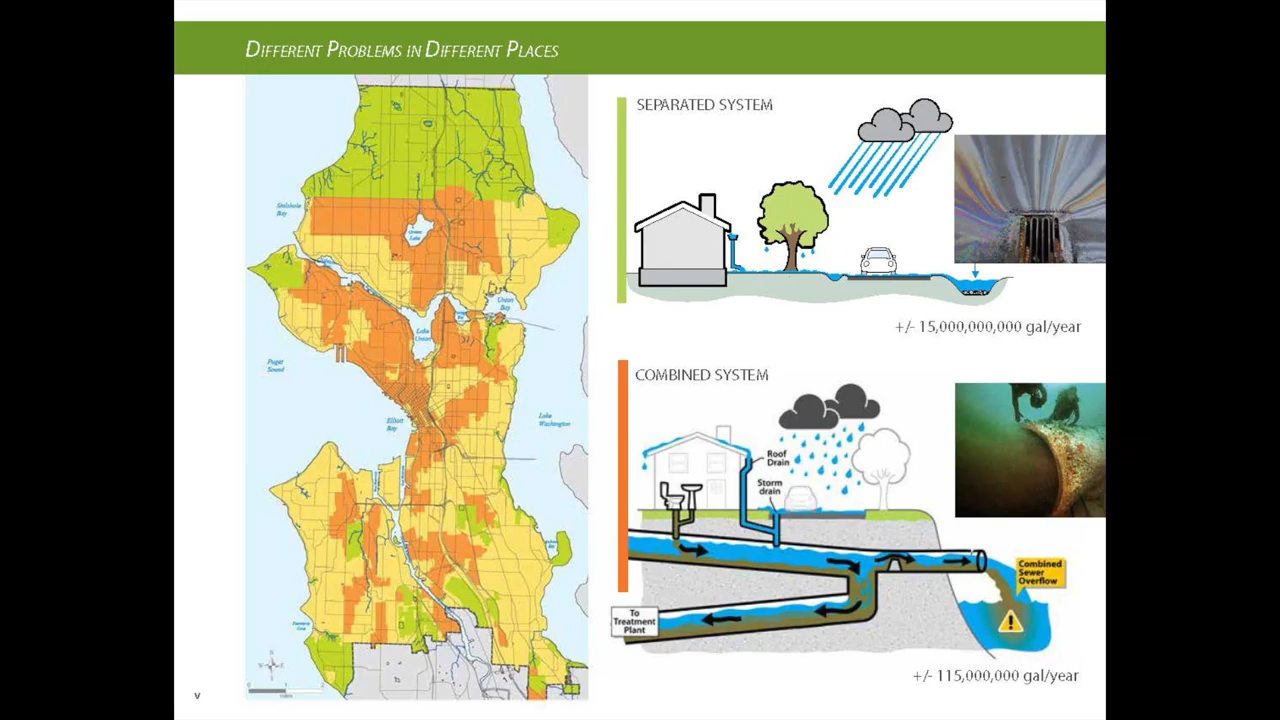 DIFFERENT PROBLEMS IN DIFFERENT PLACES
Shilshole
Bay
Green
Lake
Union
Bay
Lake
Union
Puget
Sound
Elliott
Bay
Lake
Washington
N
W
E
S
SEPARATED SYSTEM
+/- 15,000,000,000 gal/year
COMBINED SYSTEM
Roof
Drain
Storm
drain
Combined
Sewer
Overflow
!
To
Treatment
Plant
+/- 115,000,000 gal/year
v